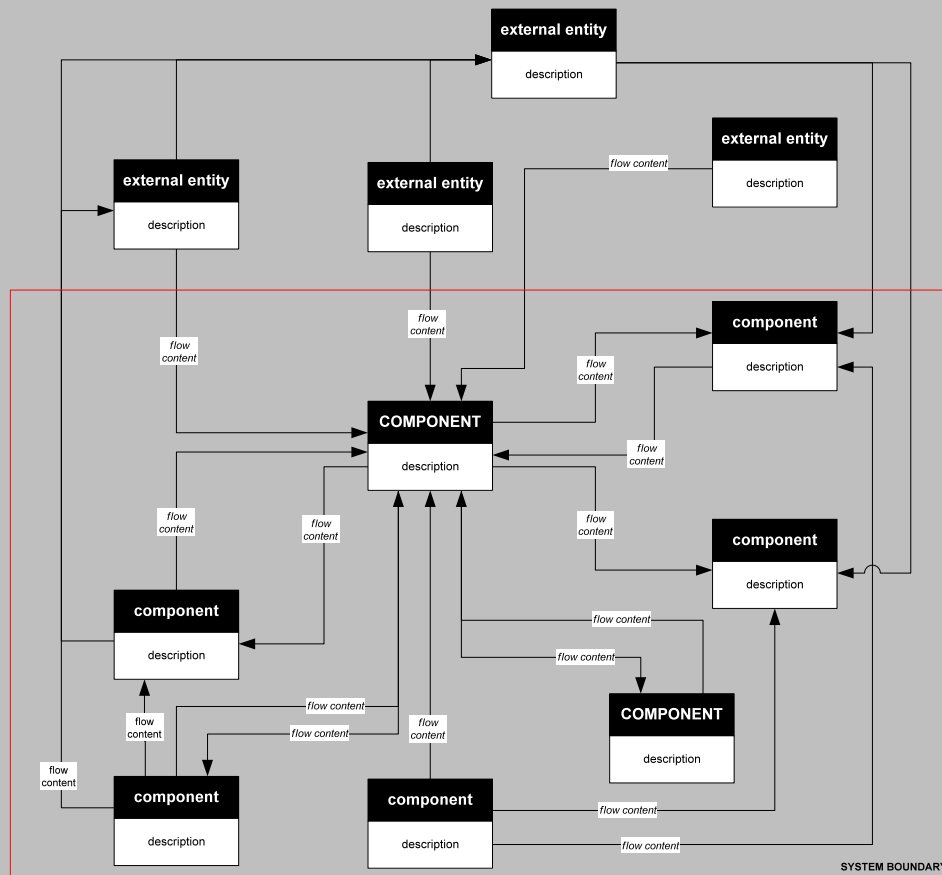 external entity
description
external entity
description
flow content
external entity
description
external entity
description
flow
content
component
description
flow
content
flow
content
COMPONENT
description
flow
content
flow
content
flow
content
flow
content
component
description
component
description
flow content
flow content
COMPONENT
description
flow content
flow
content
flow content
flow
content
flow
content
component
description
component
description
flow content
flow content
SYSTEM BOUNDARY